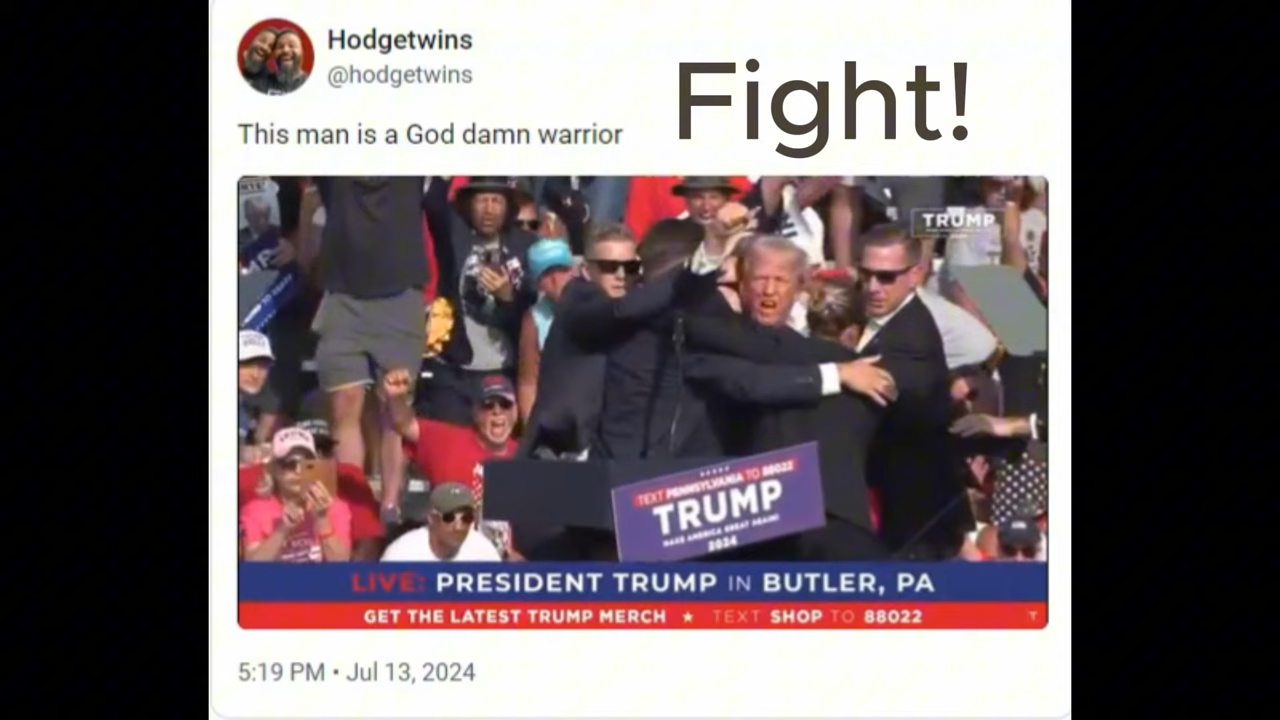 Hodgetwins
@hodgetwins
Fight!
This man is a God damn warrior
TRUMP
TEXT PENNSYLVANIA TO 88022
TRUMP
MAKE AMERICA GREAT AGAIN!
2024
LIVE: PRESIDENT TRUMP IN BUTLER, PA
GET THE LATEST TRUMP MERCH ★ TEXT SHOP TO 88022
5:19 PM • Jul 13, 2024